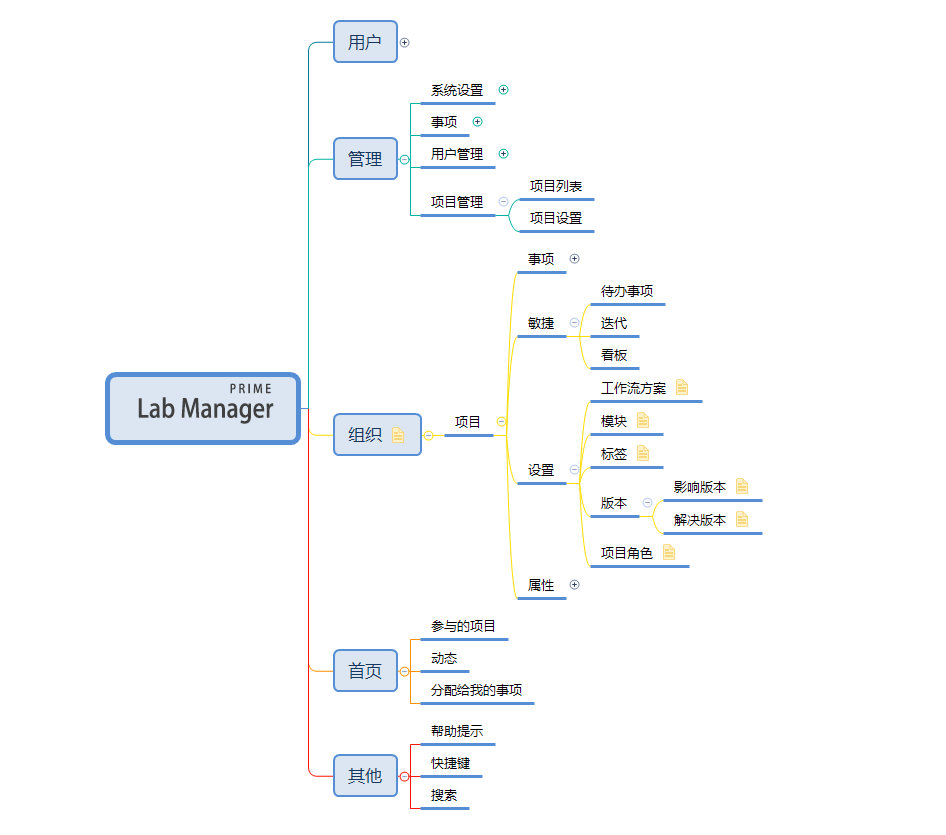 用户
管理
系统设置
事项
用户管理
项目管理
项目列表
项目设置
PRIME
Lab Manager
组织
项目
事项
敏捷
待办事项
迭代
看板
设置
工作流方案
模块
标签
版本
影响版本
解决版本
项目角色
属性
首页
参与的项目
动态
分配给我的事项
其他
帮助提示
快捷键
搜索